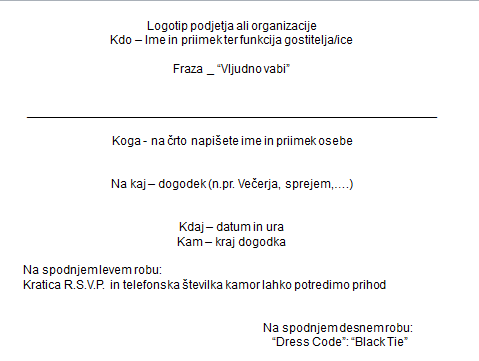 Logotip podjetja ali organizacije
Kdo – Ime in priimek ter funkcija gostitelja/ice
Fraza _ “Vljudno vabi”
Koga - na črto napišete ime in priimek osebe
Na kaj – dogodek (n.pr. Večerja, sprejem,….)
Kdaj – datum in ura
Kam – kraj dogodka
Na spodnjem levem robu:
Kratica R.S.V.P. in telefonska številka kamor lahko potredimo prihod
Na spodnjem desnem robu:
“Dress Code”: “Black Tie”